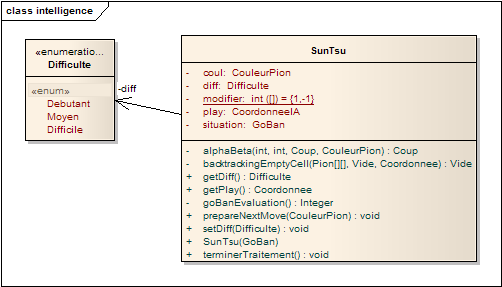 class intelligence
«enumeratio...
Difficulte
«enum»
Debutant
Moyen
Difficile
-diff
SunTsu
- coul: CouleurPion
- diff: Difficulte
- modifier: int ([]) = {1,-1}
- play: CoordonneeIA
- situation: GoBan
- alphaBeta(int, int, Coup, CouleurPion) : Coup
- backtrackingEmptyCell(Pion[][], Vide, Coordonnee) : Vide
+ getDiff() : Difficulte
+ getPlay() : Coordonnee
- goBanEvaluation() : Integer
+ prepareNextMove(CouleurPion) : void
+ setDiff(Difficulte) : void
+ SunTsu(GoBan)
+ terminerTraitement() : void